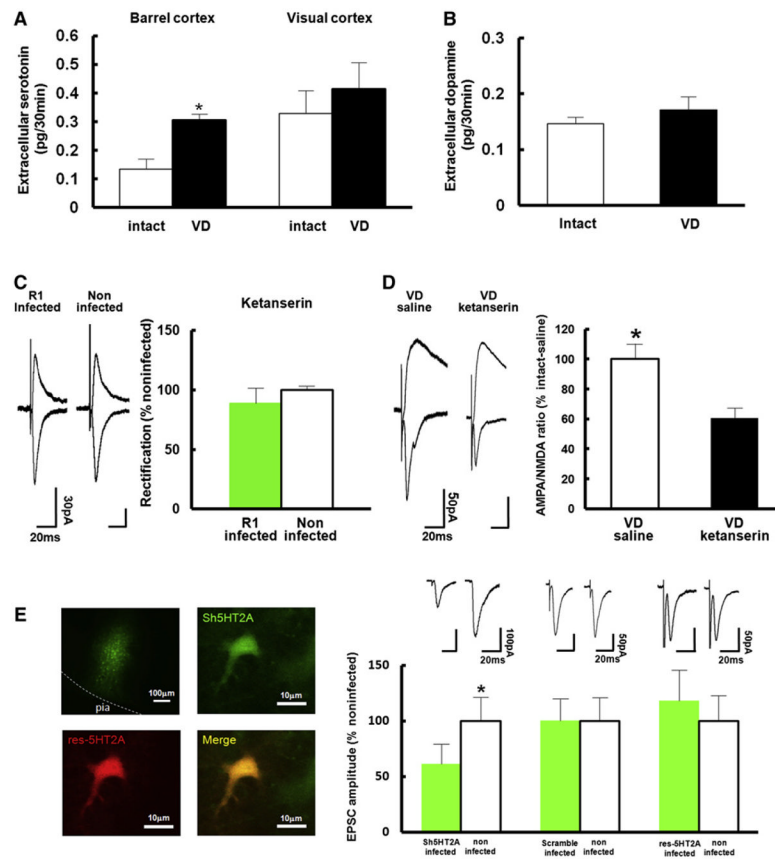 A
Barrel cortex Visual cortex
Extracellular serotonin
(pg/30min)
0.6
0.5
0.4
0.3
0.2
0.1
0
*
intact VD intact VD
B
Extracellular dopamine
(pg/30min)
0.3
0.2
0.1
0
Intact VD
C
R1 Non
Infected infected
30pA
20ms
Ketanserin
Rectification (% noninfected)
150
100
50
0
R1 Non
infected infected
D
VD VD
saline ketanserin
50pA
20ms
AMPA/NMDA ratio (% intact-saline)
120
100
80
60
40
20
0
*
VD VD
saline ketanserin
E
100μm
pia
Sh5HT2A
10μm
res-5HT2A
10μm
Merge
10μm
100pA
20ms
50pA
20ms
50pA
20ms
EPSC amplitude (% noninfected)
150
100
50
0
*
Sh5HT2A non Scramble non res-5HT2A non
infected infected infected infected infected infected